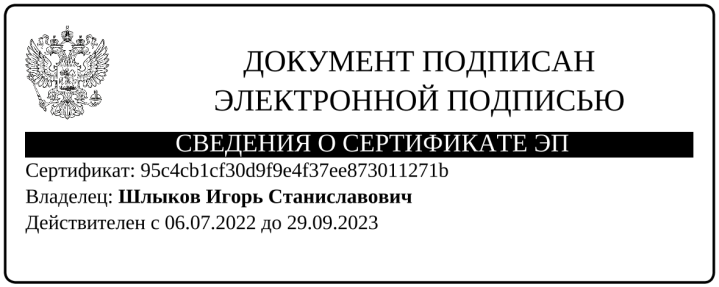 ДОКУМЕНТ ПОДПИСАН
ЭЛЕКТРОННОЙ ПОДПИСЬЮ
СВЕДЕНИЯ О СЕРТИФИКАТЕ ЭП
Сертификат: 95c4cb1cf30d9f9e4f37ee873011271b
Владелец: Шлыков Игорь Станиславович
Действителен с 06.07.2022 до 29.09.2023